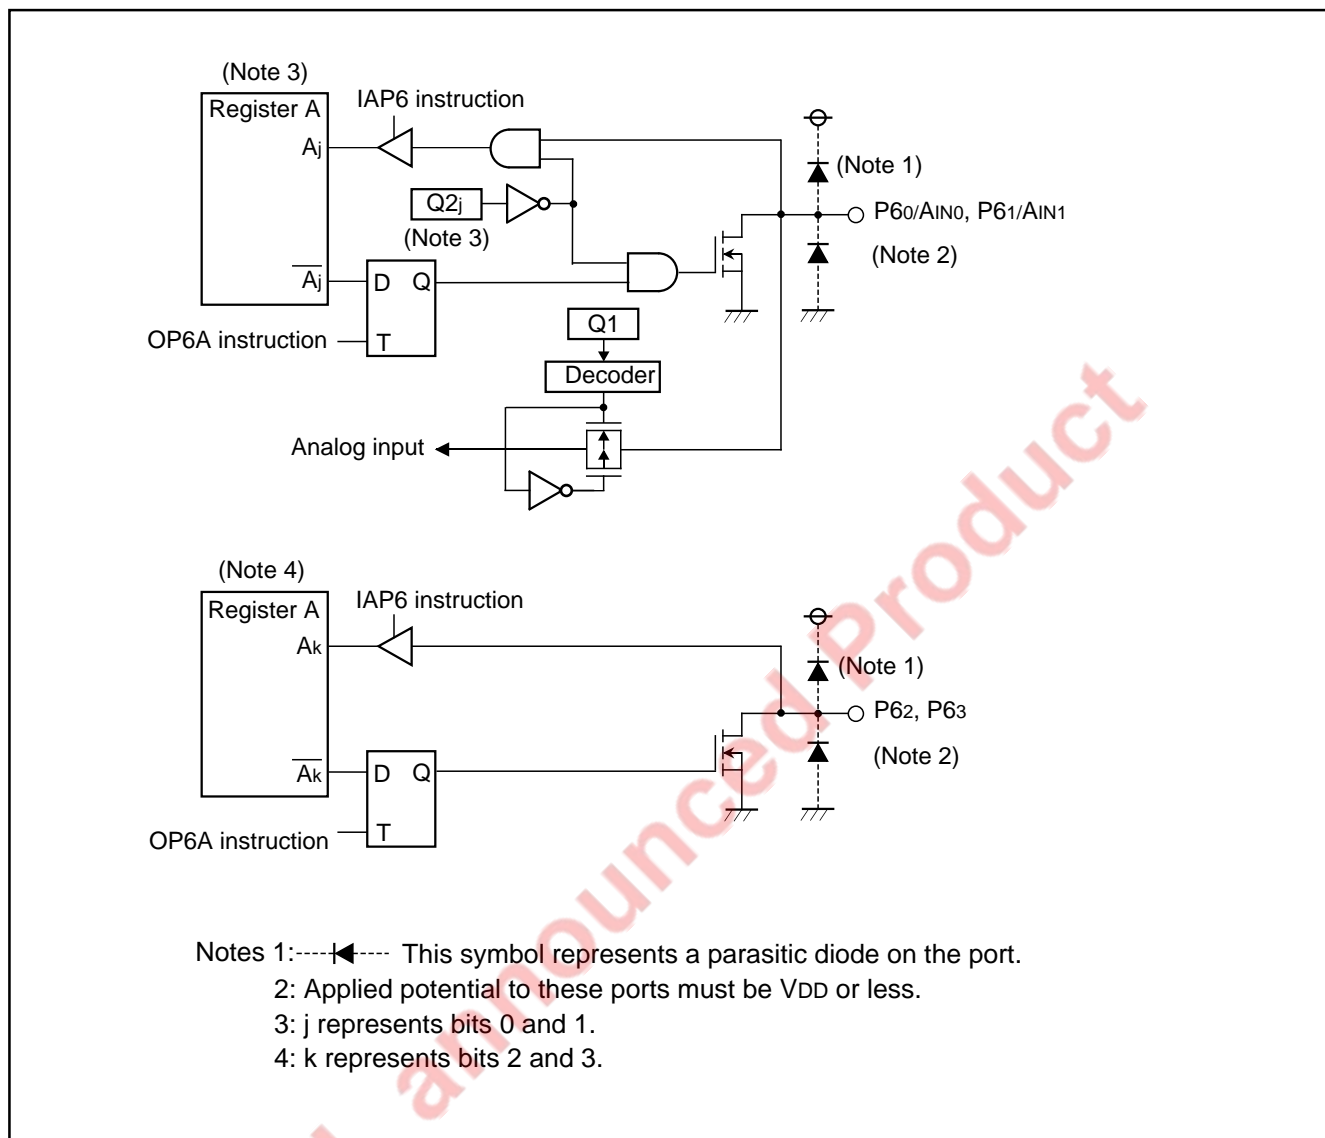 (Note 3)
Register A
IAP6 instruction
Aj
Q2j
(Note 3)
(Note 1)
P60/AIN0, P61/AIN1
(Note 2)
Aj
D Q
T
OP6A instruction
Q1
Decoder
Analog input
(Note 4)
Register A
IAP6 instruction
Ak
(Note 1)
P62, P63
(Note 2)
Ak
D Q
T
OP6A instruction
Notes 1: This symbol represents a parasitic diode on the port.
2: Applied potential to these ports must be VDD or less.
3: j represents bits 0 and 1.
4: k represents bits 2 and 3.
announced Product